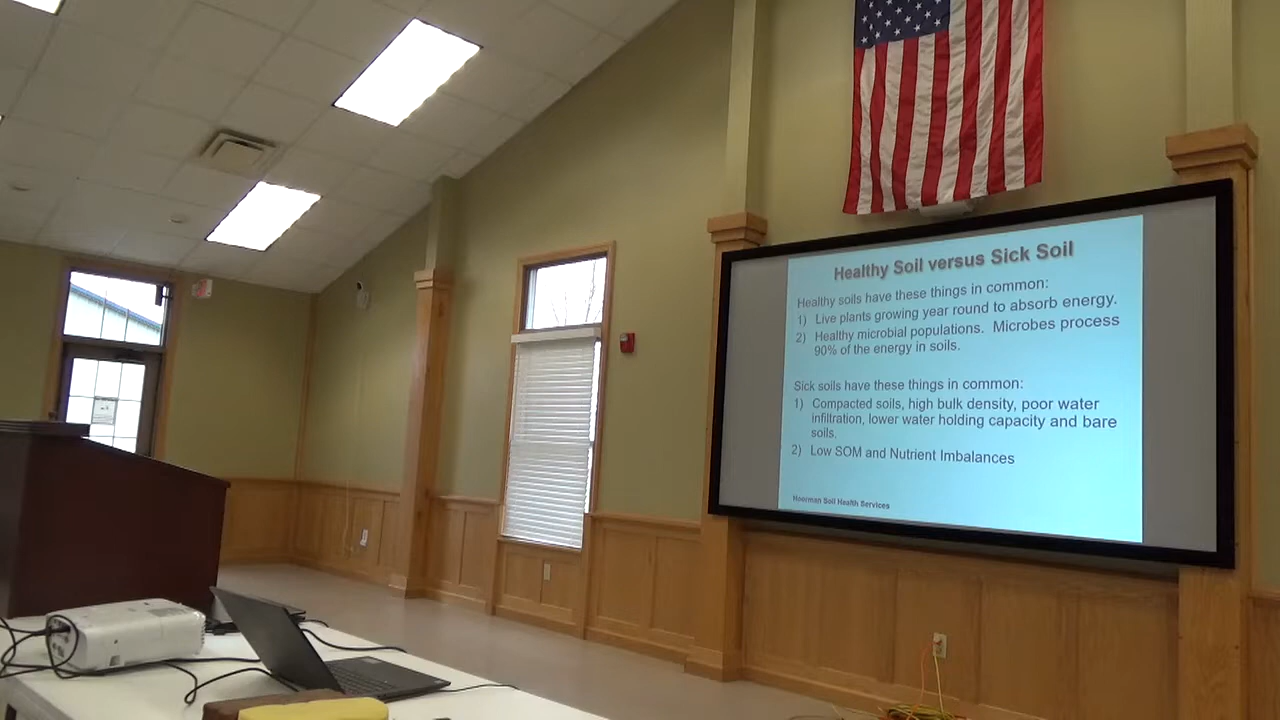 Healthy Soil versus Sick Soil
Healthy soils have these things in common:
1) Live plants growing year round to absorb energy.
2) Healthy microbial populations. Microbes process
90% of the energy in soils.
Sick soils have these things in common:
1) Compacted soils, high bulk density, poor water
infiltration, lower water holding capacity and bare
soils.
2) Low SOM and Nutrient Imbalances
Hoorman Soil Health Services